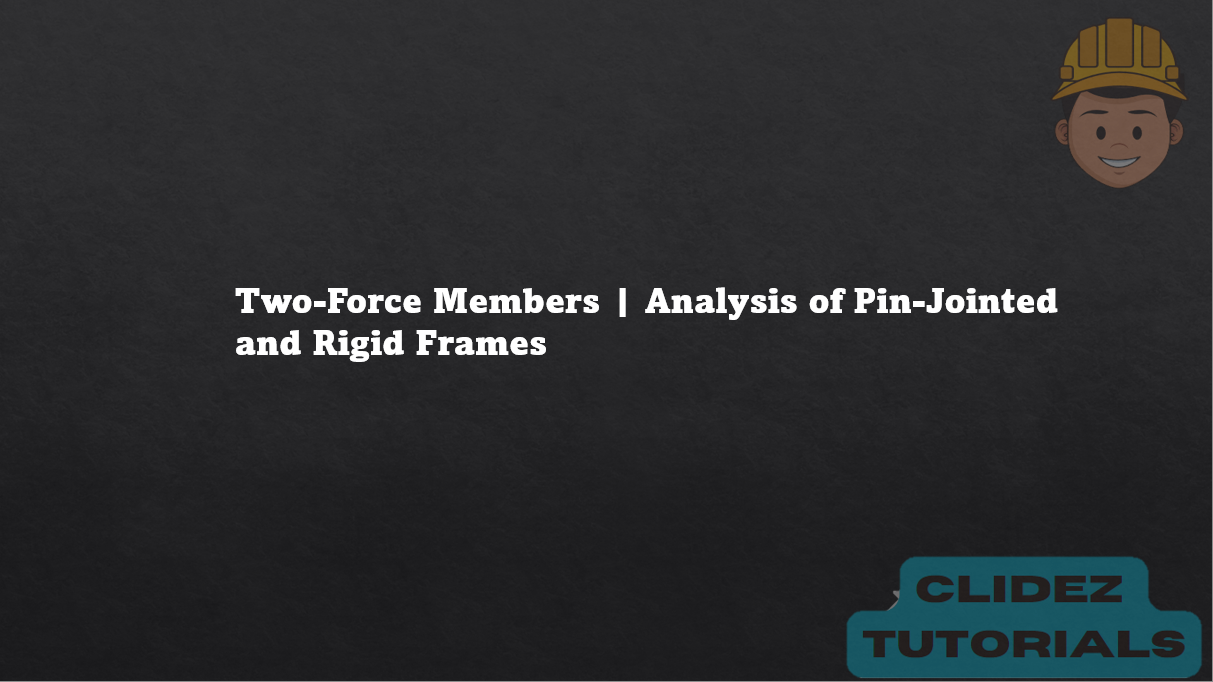 Two-Force Members | Analysis of Pin-Jointed
and Rigid Frames
CLIDEZ
TUTORIALS